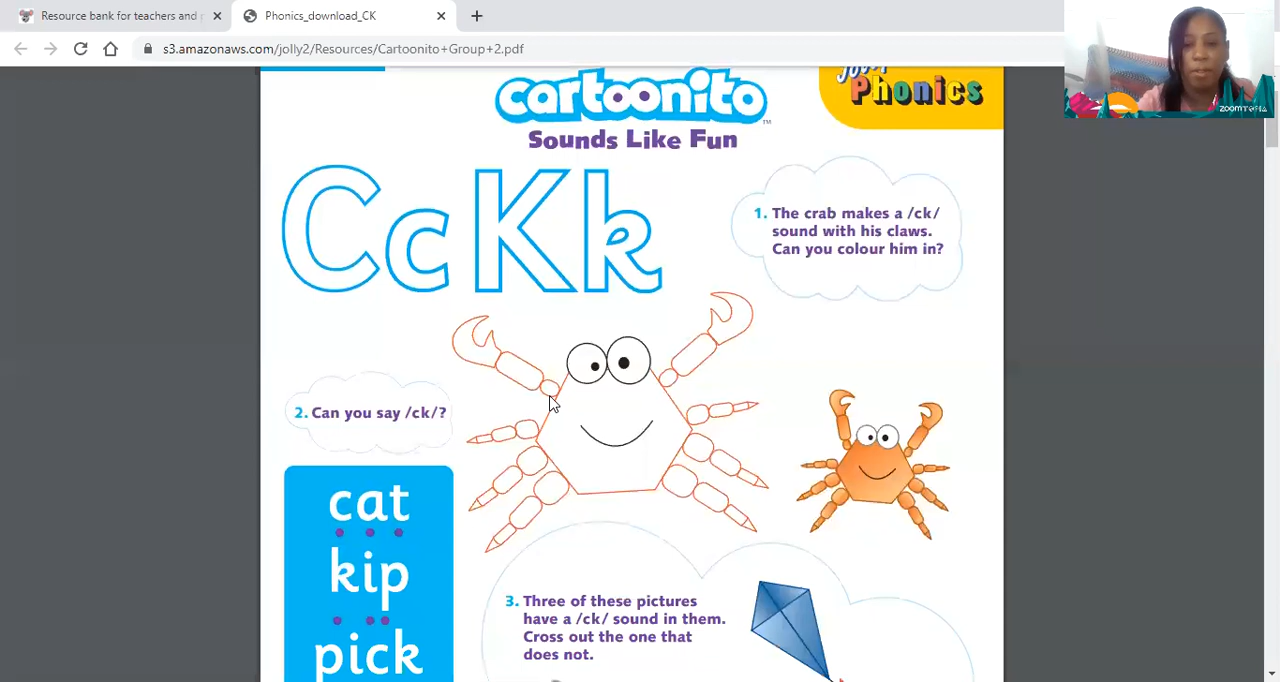 Resource bank for teachers and
Phonics_download_CK
s3.amazonaws.com/jolly2/Resources/Cartoonito+Group+2.pdf
zoomtopia
cartoonito
TM
Sounds Like Fun
Jolly
Phonics
Cc Kk
1. The crab makes a /ck/
sound with his claws.
Can you colour him in?
2. Can you say /ck/?
cat
kip
pick
3. Three of these pictures
have a /ck/ sound in them.
Cross out the one that
does not.